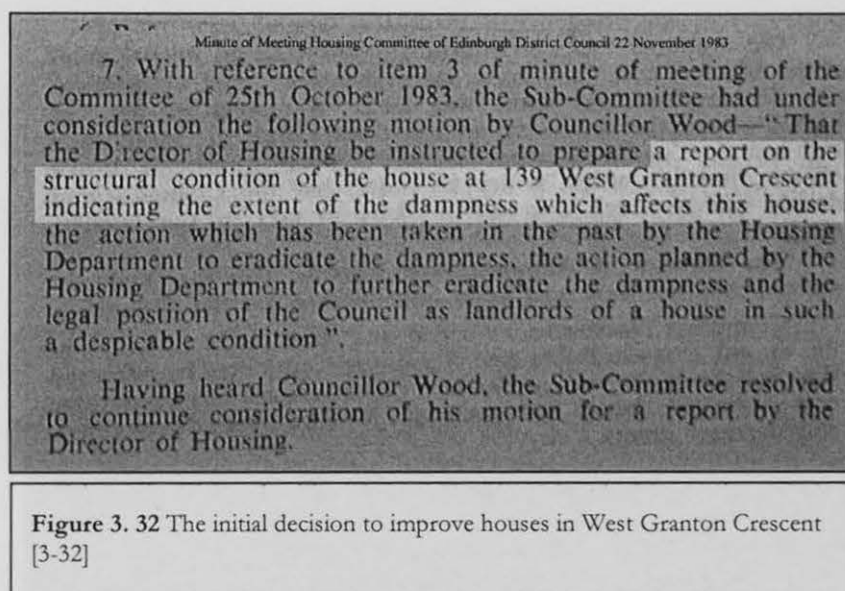 Minute of Meeting Housing Committee of Edinburgh District Council 22 November 1983
7. With reference to item 3 of minute of meeting of the
Committee of 25th October 1983, the Sub-Committee had under
consideration the following motion by Councillor Wood—“That
the Director of Housing be instructed to prepare a report on the
structural condition of the house at 139 West Granton Crescent
indicating the extent of the dampness which affects this house,
the action which has been taken in the past by the Housing
Department to eradicate the dampness, the action planned by the
Housing Department to further eradicate the dampness and the
legal postiion of the Council as landlords of a house in such
a despicable condition ”.
Having heard Councillor Wood, the Sub-Committee resolved
to continue consideration of his motion for a report by the
Director of Housing.
Figure 3. 32 The initial decision to improve houses in West Granton Crescent
[3-32]